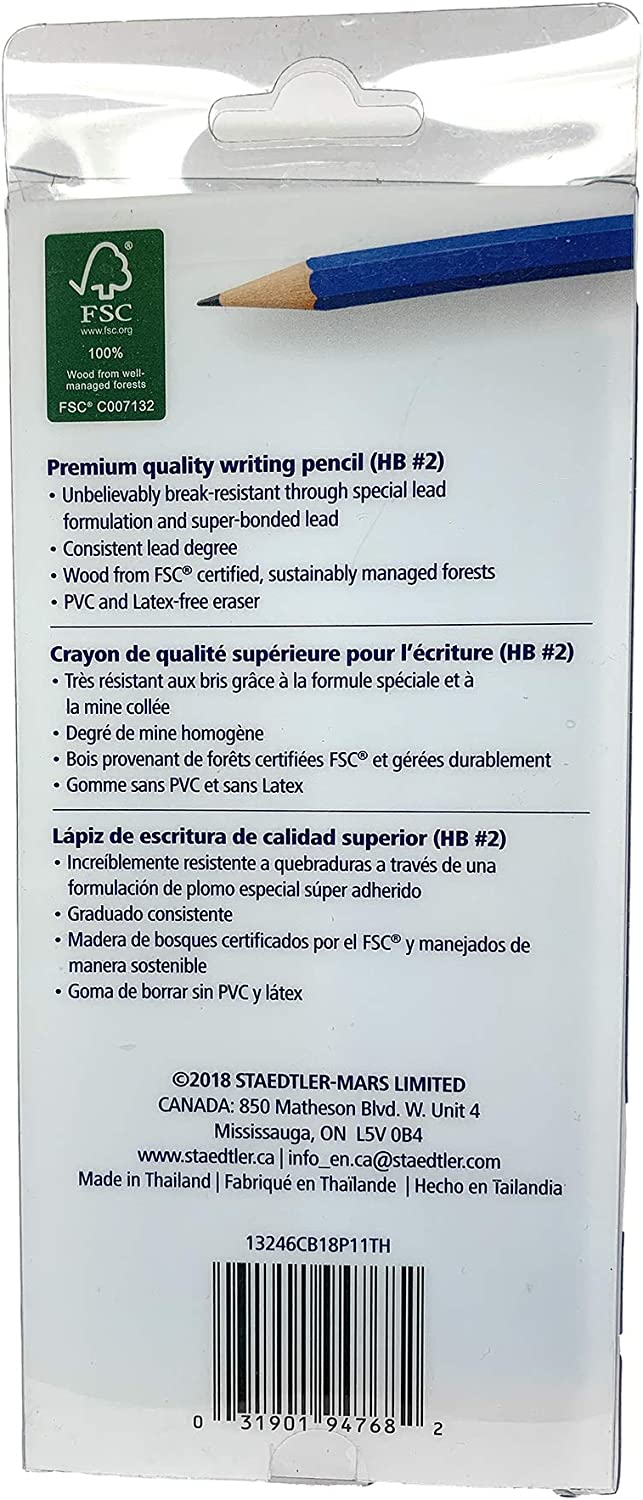 FSC®
www.fsc.org
100%
Wood from well-
managed forests
FSC® C007132
Premium quality writing pencil (HB #2)
• Unbelievably break-resistant through special lead
formulation and super-bonded lead
• Consistent lead degree
• Wood from FSC® certified, sustainably managed forests
• PVC and Latex-free eraser
Crayon de qualité supérieure pour l'écriture (HB #2)
• Très résistant aux bris grâce à la formule spéciale et à
la mine collée
• Degré de mine homogène
• Bois provenant de forêts certifiées FSC® et gérées durablement
• Gomme sans PVC et sans Latex
Lápiz de escritura de calidad superior (HB #2)
• Increíblemente resistente a quebraduras a través de una
formulación de plomo especial súper adherido
• Graduado consistente
• Madera de bosques certificados por el FSC® y manejados de
manera sostenible
• Goma de borrar sin PVC y látex
©2018 STAEDTLER-MARS LIMITED
CANADA: 850 Matheson Blvd. W. Unit 4
Mississauga, ON L5V 0B4
www.staedtler.ca | info_en.ca@staedtler.com
Made in Thailand | Fabriqué en Thaïlande | Hecho en Tailandia
13246CB18P11TH
0 31901 94768 2